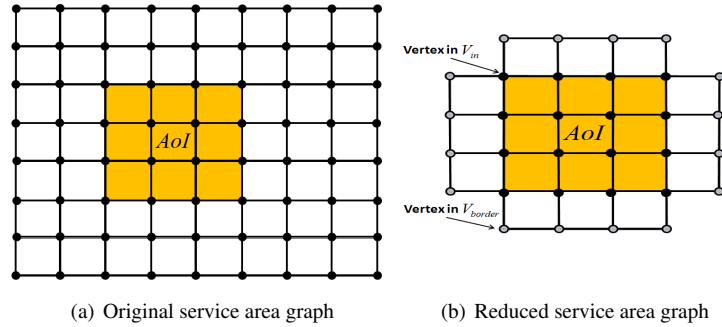 Vertex in V_in
AoI
AoI
Vertex in V_border
(a) Original service area graph
(b) Reduced service area graph